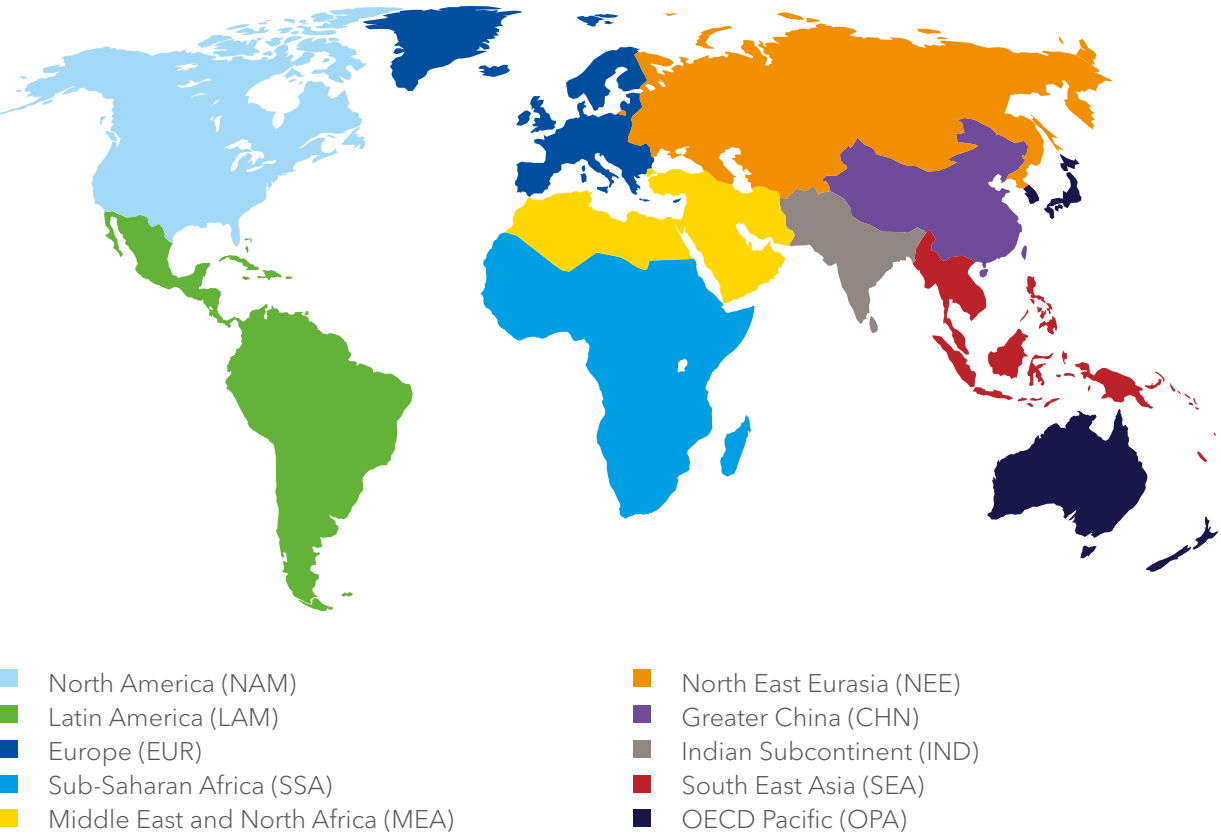 North America (NAM)
Latin America (LAM)
Europe (EUR)
Sub-Saharan Africa (SSA)
Middle East and North Africa (MEA)
North East Eurasia (NEE)
Greater China (CHN)
Indian Subcontinent (IND)
South East Asia (SEA)
OECD Pacific (OPA)